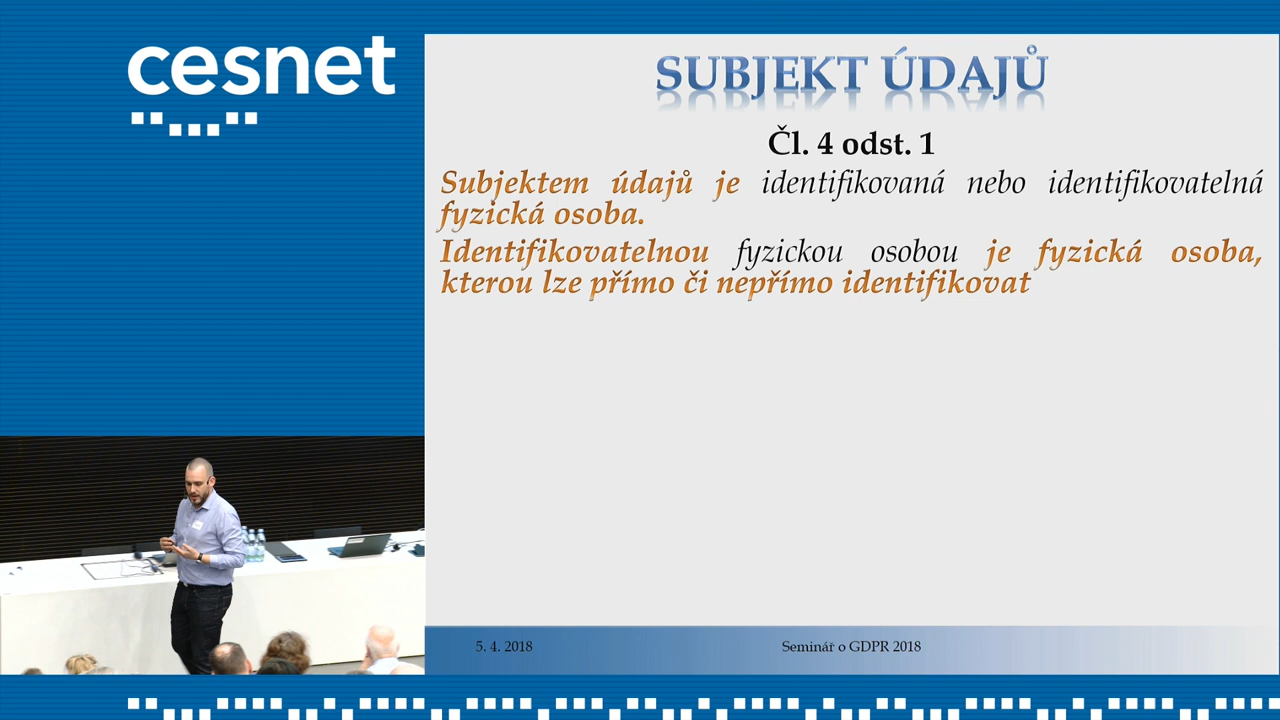 cesnet
SUBJEKT ÚDAJŮ
Čl. 4 odst. 1
Subjektem údajů je identifikovaná nebo identifikovatelná
fyzická osoba.
Identifikovatelnou fyzickou osobou je fyzická osoba,
kterou lze přímo či nepřímo identifikovat
5. 4. 2018
Seminář o GDPR 2018